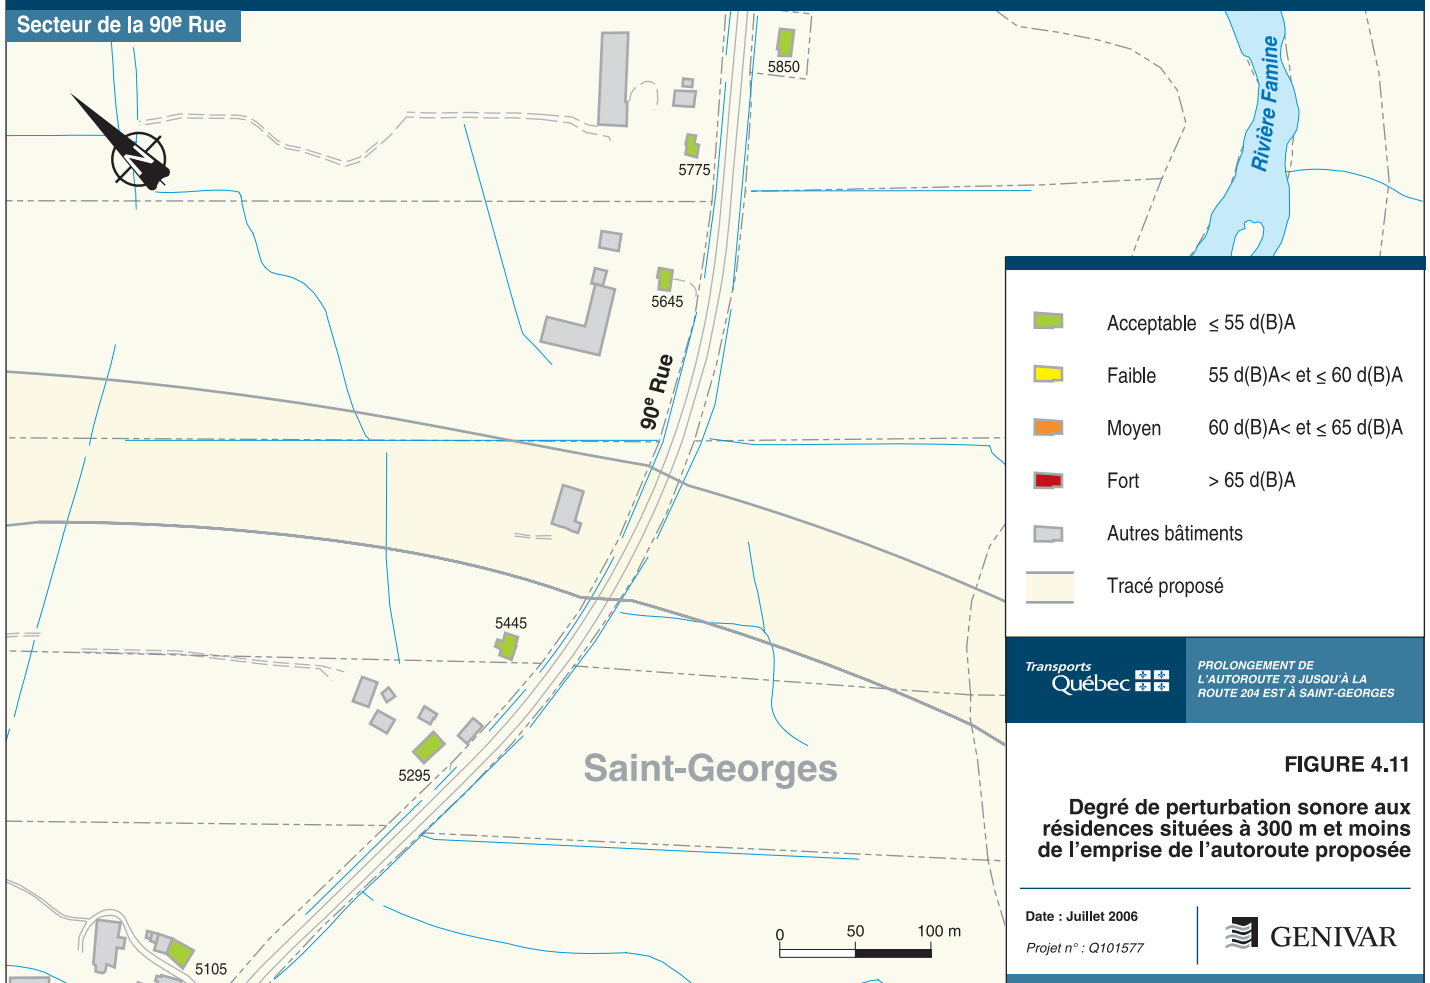 Secteur de la 90e Rue
5850
Rivière Famine
N
5775
5645
90e Rue
5445
5295
Saint-Georges
5105
0 50 100 m
Acceptable ≤ 55 d(B)A
Faible 55 d(B)A< et ≤ 60 d(B)A
Moyen 60 d(B)A< et ≤ 65 d(B)A
Fort > 65 d(B)A
Autres bâtiments
Tracé proposé
Transports
Québec
PROLONGEMENT DE
L'AUTOROUTE 73 JUSQU'À LA
ROUTE 204 EST À SAINT-GEORGES
FIGURE 4.11
Degré de perturbation sonore aux
résidences situées à 300 m et moins
de l'emprise de l'autoroute proposée
Date : Juillet 2006
Projet n° : Q101577
GENIVAR